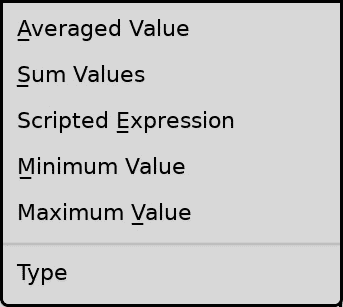 Averaged Value
Sum Values
Scripted Expression
Minimum Value
Maximum Value
Type